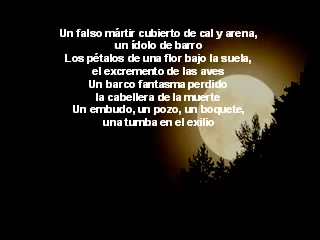 Un falso mártir cubierto de cal y arena,
un ídolo de barro
Los pétalos de una flor bajo la suela,
el excremento de las aves
Un barco fantasma perdido
la cabellera de la muerte
Un embudo, un pozo, un boquete,
una tumba en el exilio